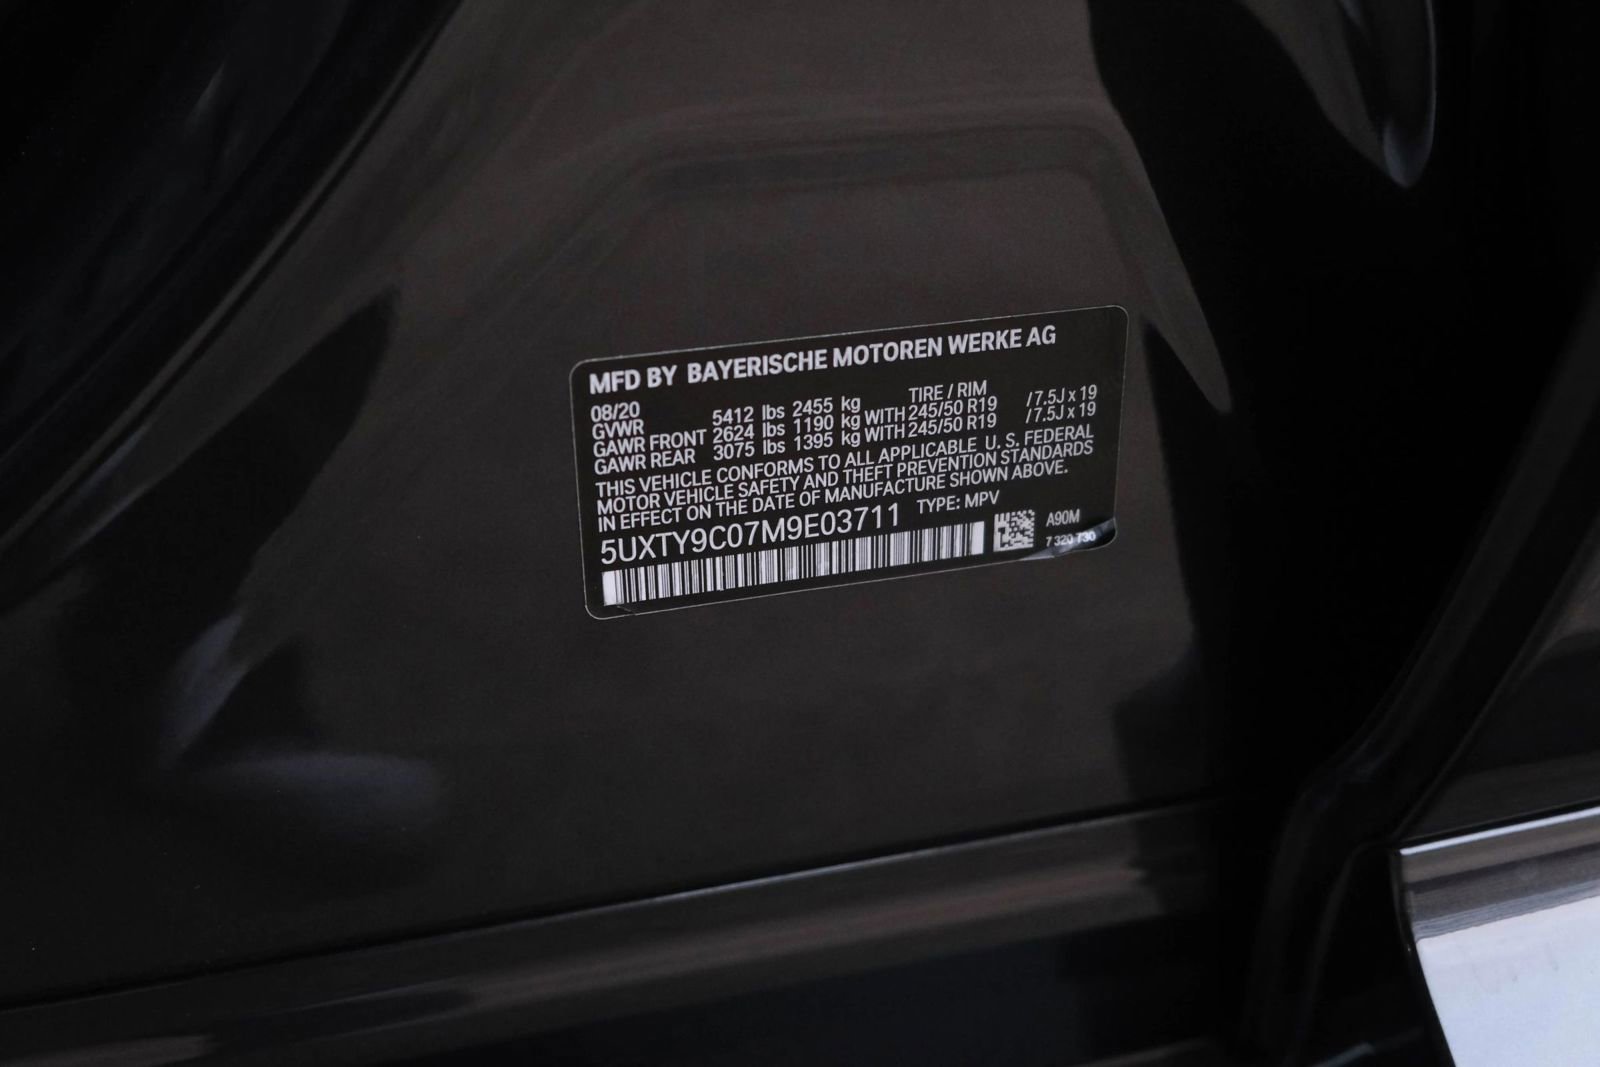 MFD BY BAYERISCHE MOTOREN WERKE AG
08/20 TIRE / RIM
GVWR 5412 lbs 2455 kg
GAWR FRONT 2624 lbs 1190 kg WITH 245/50 R19 / 7.5J x 19
GAWR REAR 3075 lbs 1395 kg WITH 245/50 R19 / 7.5J x 19
THIS VEHICLE CONFORMS TO ALL APPLICABLE U. S. FEDERAL
MOTOR VEHICLE SAFETY AND THEFT PREVENTION STANDARDS
IN EFFECT ON THE DATE OF MANUFACTURE SHOWN ABOVE.
5UXTY9C07M9E03711 TYPE: MPV
A90M
7 320 730